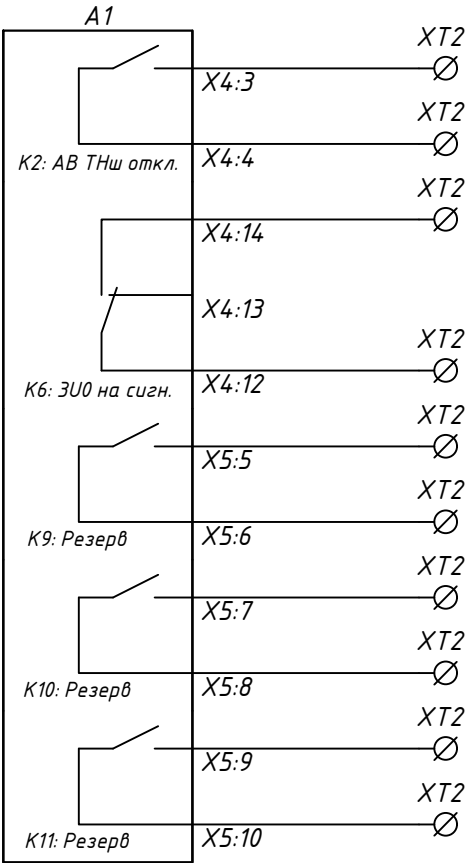 A1
XT2
X4:3
XT2
K2: АВ ТНш откл.
X4:4
XT2
X4:14
X4:13
XT2
K6: 3U0 на сигн.
X4:12
XT2
X5:5
XT2
K9: Резерв
X5:6
XT2
X5:7
XT2
K10: Резерв
X5:8
XT2
X5:9
XT2
K11: Резерв
X5:10